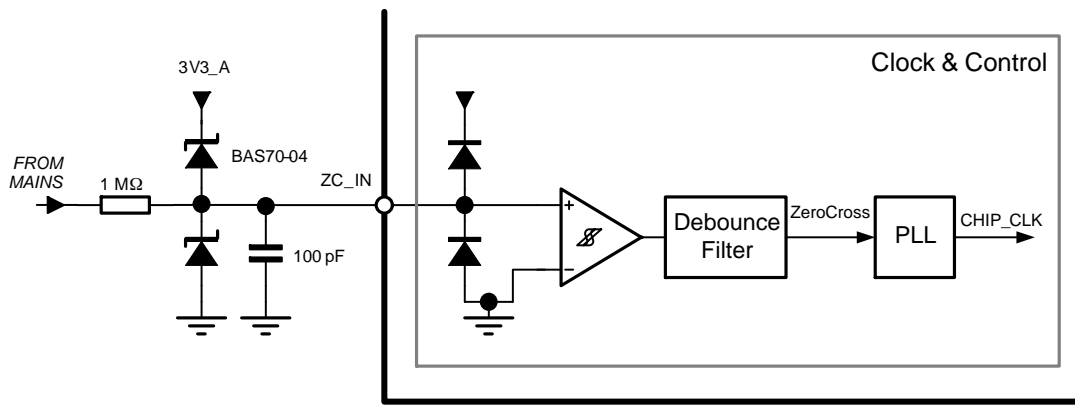 Clock & Control
3V3_A
BAS70-04
FROM
MAINS
1 MΩ
ZC_IN
100 pF
+
−
Debounce
Filter
ZeroCross
PLL
CHIP_CLK